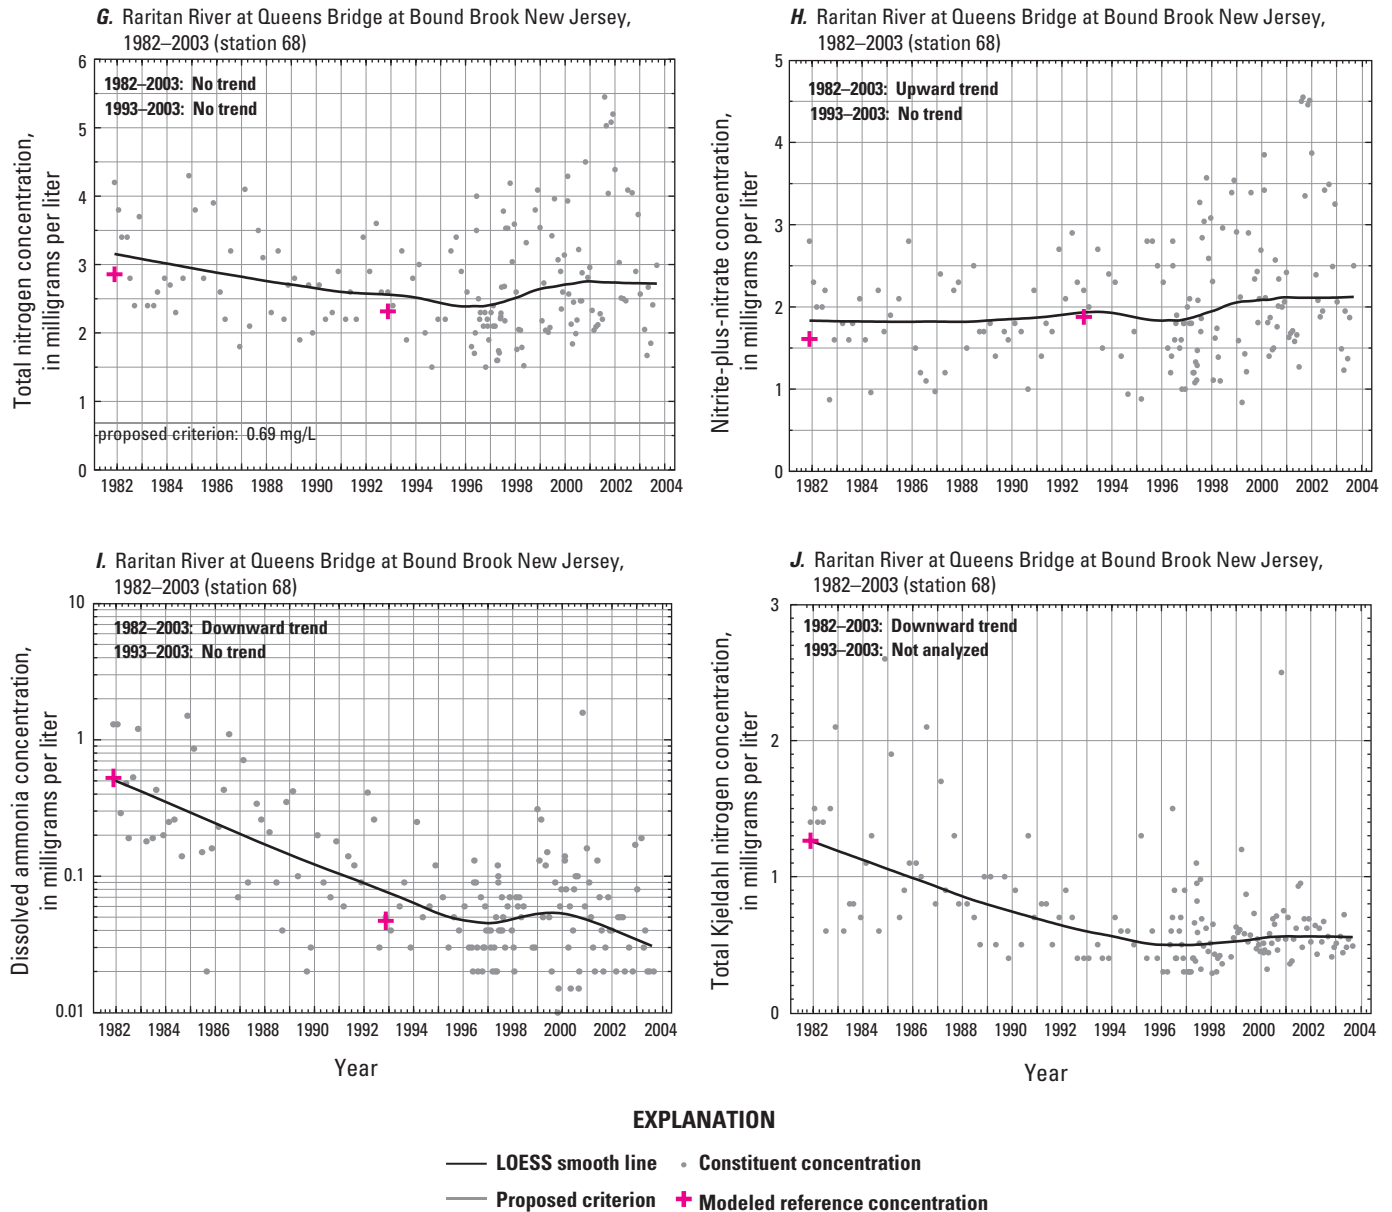 G. Raritan River at Queens Bridge at Bound Brook New Jersey,
1982–2003 (station 68)
1982–2003: No trend
1993–2003: No trend
Total nitrogen concentration,
in milligrams per liter
6
5
4
3
2
1
0
proposed criterion: 0.69 mg/L
1982 1984 1986 1988 1990 1992 1994 1996 1998 2000 2002 2004
H. Raritan River at Queens Bridge at Bound Brook New Jersey,
1982–2003 (station 68)
1982–2003: Upward trend
1993–2003: No trend
Nitrite-plus-nitrate concentration,
in milligrams per liter
5
4
3
2
1
0
1982 1984 1986 1988 1990 1992 1994 1996 1998 2000 2002 2004
I. Raritan River at Queens Bridge at Bound Brook New Jersey,
1982–2003 (station 68)
1982–2003: Downward trend
1993–2003: No trend
Dissolved ammonia concentration,
in milligrams per liter
10
1
0.1
0.01
1982 1984 1986 1988 1990 1992 1994 1996 1998 2000 2002 2004
Year
J. Raritan River at Queens Bridge at Bound Brook New Jersey,
1982–2003 (station 68)
1982–2003: Downward trend
1993–2003: Not analyzed
Total Kjeldahl nitrogen concentration,
in milligrams per liter
3
2
1
0
1982 1984 1986 1988 1990 1992 1994 1996 1998 2000 2002 2004
Year
EXPLANATION
LOESS smooth line
Constituent concentration
Proposed criterion
Modeled reference concentration